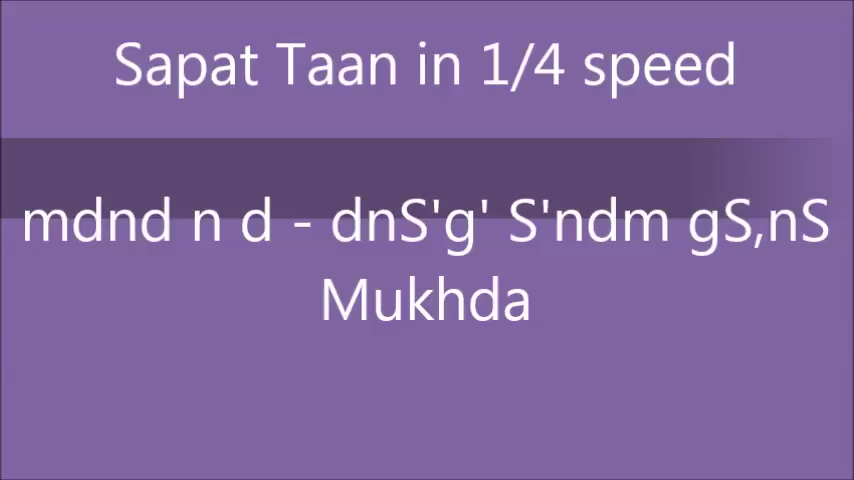 Sapat Taan in 1/4 speed
mdnd n d - dnS'g' S'ndm gS,nS
Mukhda